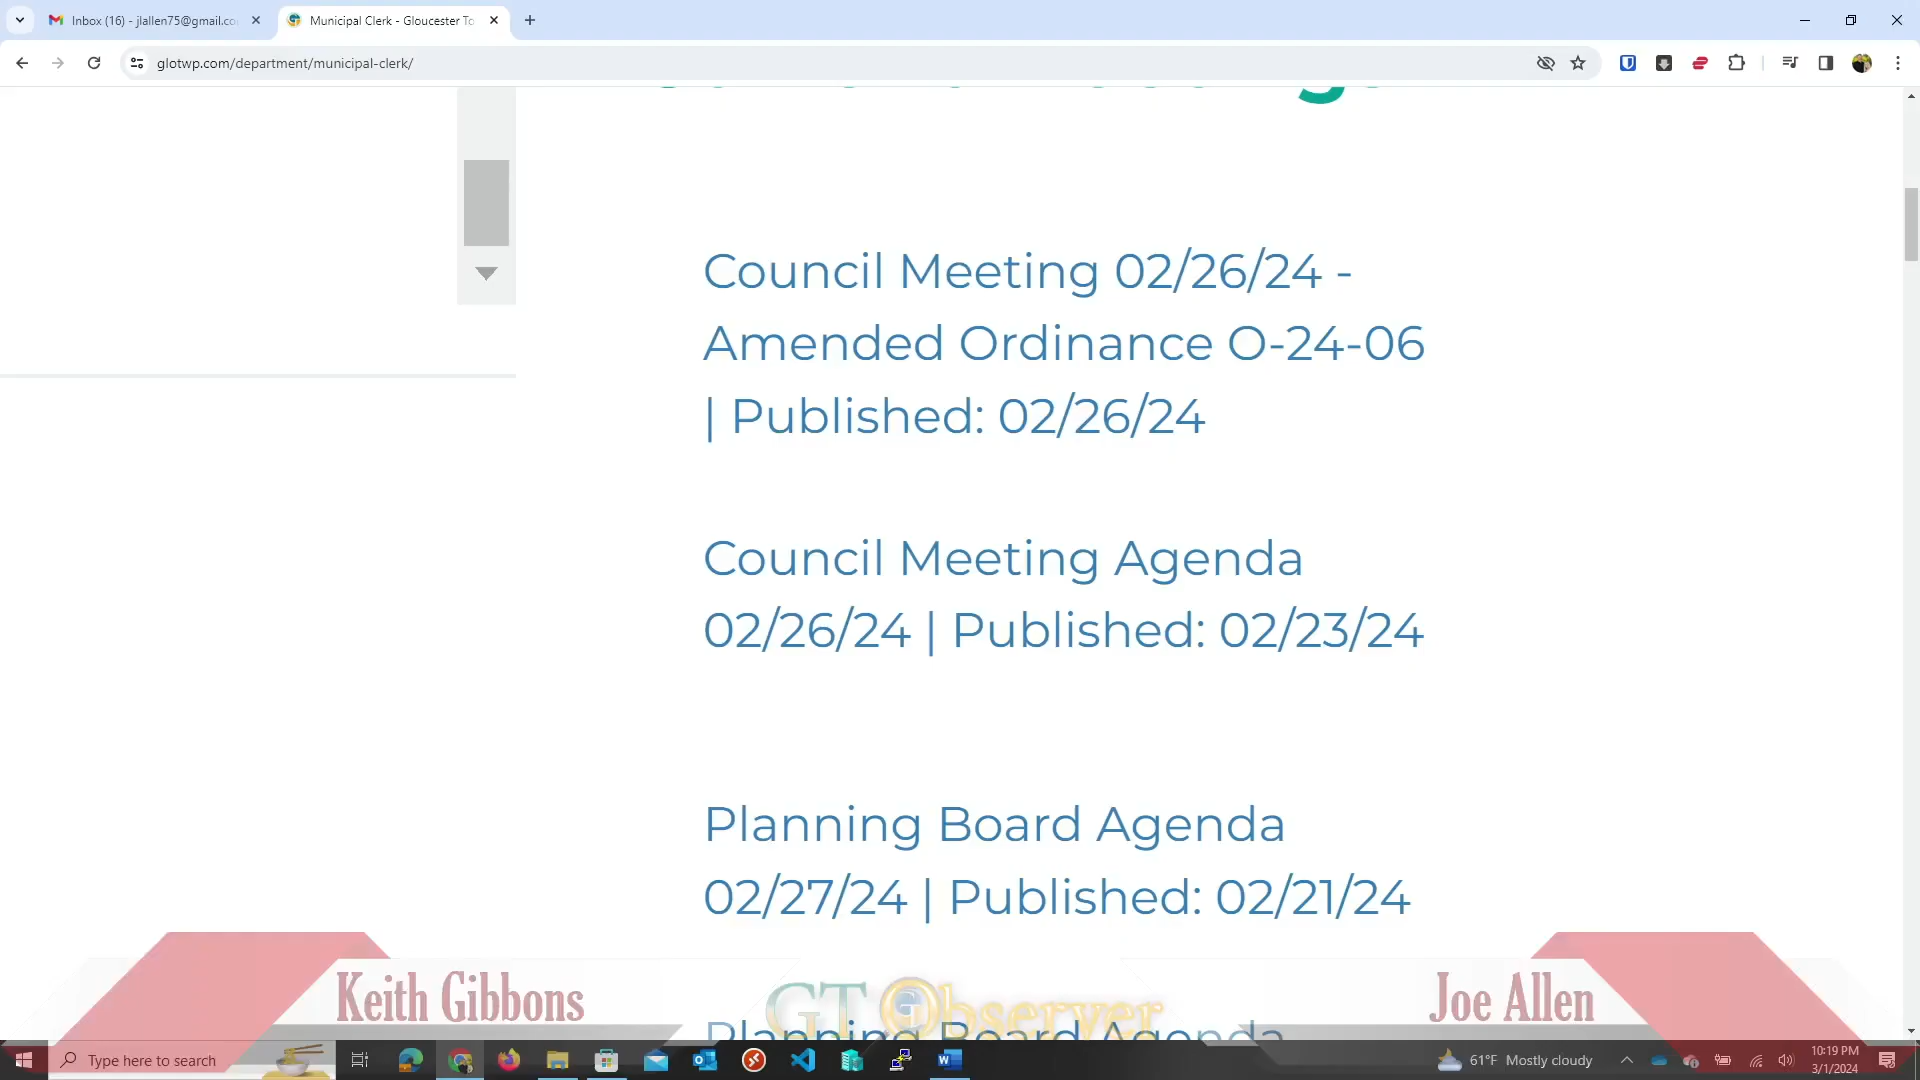 Inbox (16) - jlallen75@gmail.co
Municipal Clerk - Gloucester To
glotwp.com/department/municipal-clerk/
Council Meeting 02/26/24 -
Amended Ordinance O-24-06
| Published: 02/26/24
Council Meeting Agenda
02/26/24 | Published: 02/23/24
Planning Board Agenda
02/27/24 | Published: 02/21/24
Keith Gibbons
GT Observer
Joe Allen
Planning Board Agenda
Type here to search
61°F Mostly cloudy
10:19 PM
3/1/2024